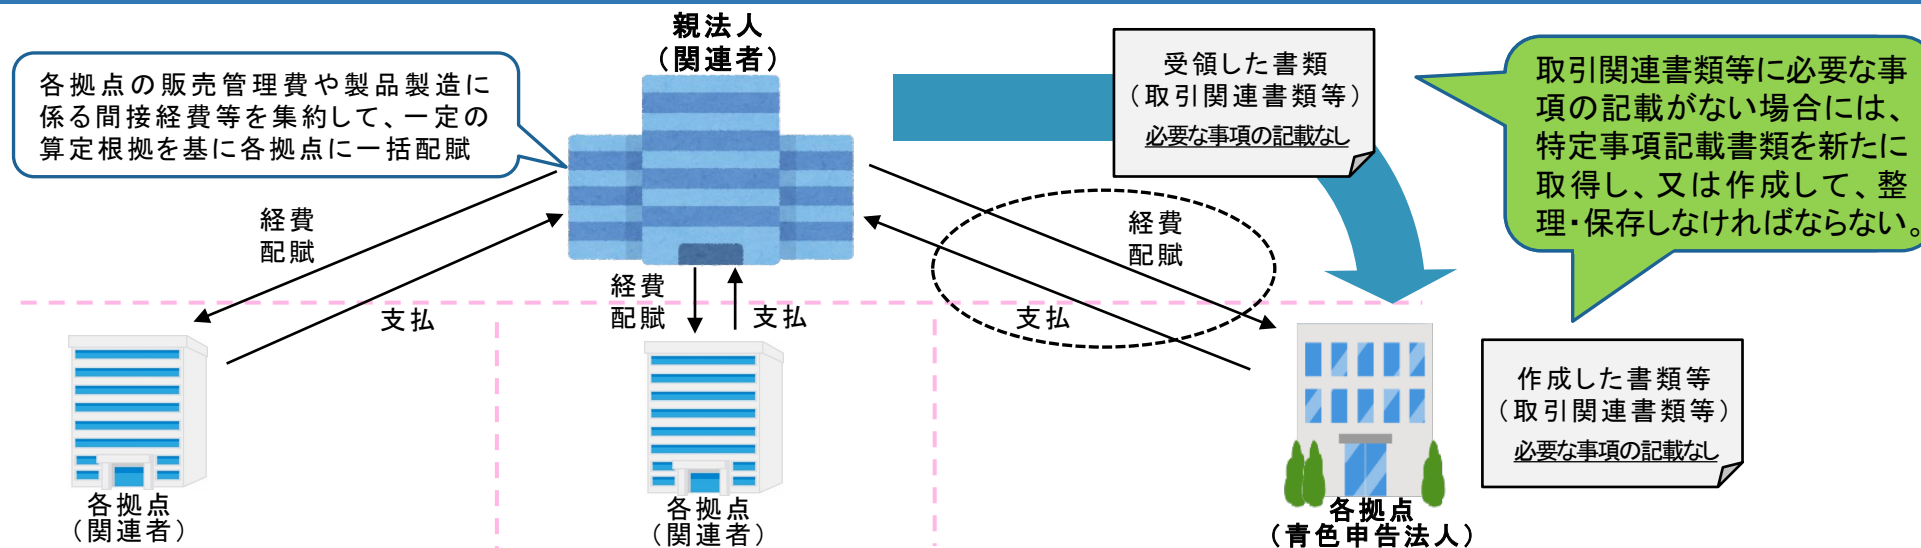 親法人
（関連者）
各拠点の販売管理費や製品製造に
係る間接経費等を集約して、一定の
算定根拠を基に各拠点に一括配賦
受領した書類
（取引関連書類等）
必要な事項の記載なし
取引関連書類等に必要な事
項の記載がない場合には、
特定事項記載書類を新たに
取得し、又は作成して、整
理・保存しなければならない。
経費
配賦
支払
経費
配賦
支払
経費
配賦
支払
作成した書類等
（取引関連書類等）
必要な事項の記載なし
各拠点
（関連者）
各拠点
（関連者）
各拠点
（青色申告法人）